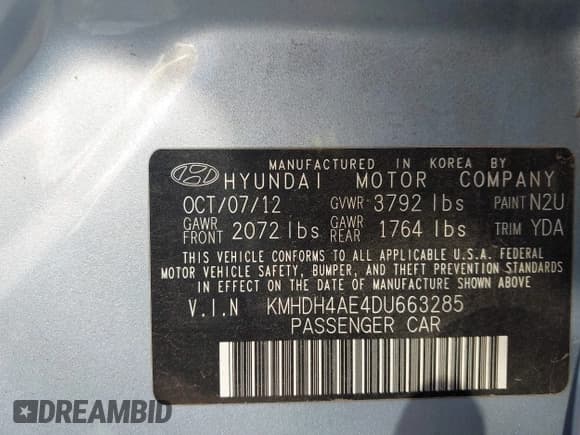 MANUFACTURED IN KOREA BY
HYUNDAI MOTOR COMPANY
OCT/07/12 GVWR 3792 lbs PAINT N2U
GAWR FRONT 2072 lbs GAWR REAR 1764 lbs TRIM YDA
THIS VEHICLE CONFORMS TO ALL APPLICABLE U.S.A. FEDERAL
MOTOR VEHICLE SAFETY, BUMPER, AND THEFT PREVENTION STANDARDS
IN EFFECT ON THE DATE OF MANUFACTURE SHOWN ABOVE
V.I.N KMHDH4AE4DU663285
PASSENGER CAR
DREAMBID